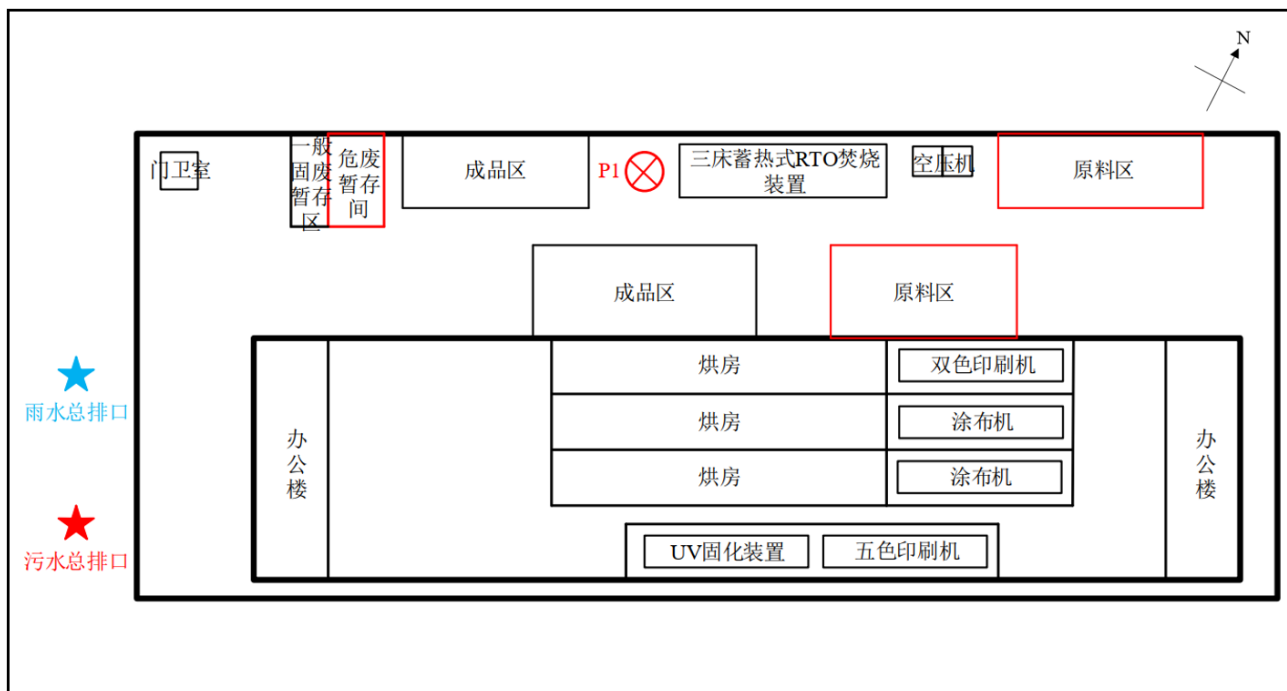 N
门卫室
一般
固废
暂存
区
危废
暂存
间
成品区
P1
三床蓄热式RTO焚烧
装置
空压机
原料区
成品区
原料区
雨水总排口
污水总排口
办
公
楼
烘房
双色印刷机
烘房
涂布机
烘房
涂布机
UV固化装置
五色印刷机
办
公
楼